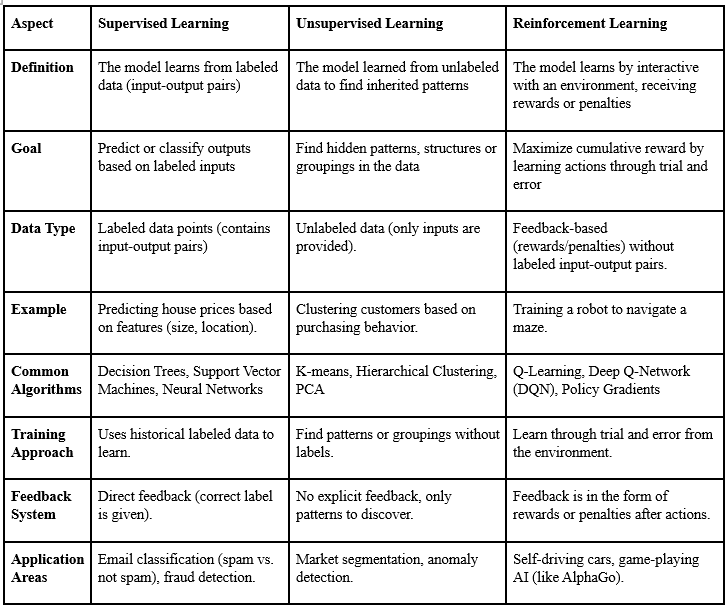 Aspect
Supervised Learning
Unsupervised Learning
Reinforcement Learning
Definition
The model learns from labeled
data (input-output pairs)
The model learned from unlabeled
data to find inherited patterns
The model learns by interactive
with an environment, receiving
rewards or penalties
Goal
Predict or classify outputs
based on labeled inputs
Find hidden patterns, structures or
groupings in the data
Maximize cumulative reward by
learning actions through trial and
error
Data Type
Labeled data points (contains
input-output pairs)
Unlabeled data (only inputs are
provided).
Feedback-based
(rewards/penalties) without
labeled input-output pairs.
Example
Predicting house prices based
on features (size, location).
Clustering customers based on
purchasing behavior.
Training a robot to navigate a
maze.
Common
Algorithms
Decision Trees, Support Vector
Machines, Neural Networks
K-means, Hierarchical Clustering,
PCA
Q-Learning, Deep Q-Network
(DQN), Policy Gradients
Training
Approach
Uses historical labeled data to
learn.
Find patterns or groupings without
labels.
Learn through trial and error from
the environment.
Feedback
System
Direct feedback (correct label
is given).
No explicit feedback, only
patterns to discover.
Feedback is in the form of
rewards or penalties after actions.
Application
Areas
Email classification (spam vs.
not spam), fraud detection.
Market segmentation, anomaly
detection.
Self-driving cars, game-playing
AI (like AlphaGo).